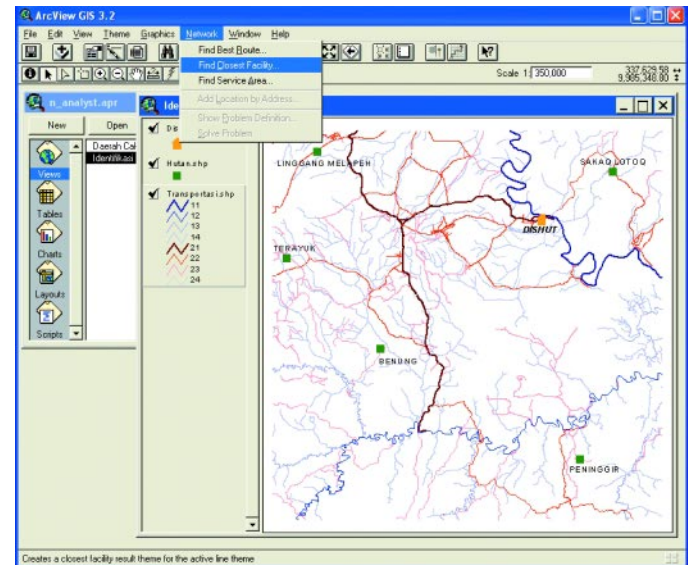 ArcView GIS 3.2
File Edit View Theme Graphics Network Window Help
Find Best Route...
Find Closest Facility...
Find Service Area...
Add Location by Address...
Show Problem Definition...
Solve Problem
Scale 1: 350,000
337,629.58
9,985,348.80
n_analyst.apr
New Open
Views
Tables
Charts
Layouts
Scripts
Daerah Cal
Identifikasi
Ide
Dis
Hutan.shp
Transportasi.shp
11
12
13
14
21
22
23
24
LINGGANG MELAPEH
SAKAQ LOTOQ
DISHUT
TERAYUK
BENUNG
PENINGGIR
Creates a closest facility result theme for the active line theme